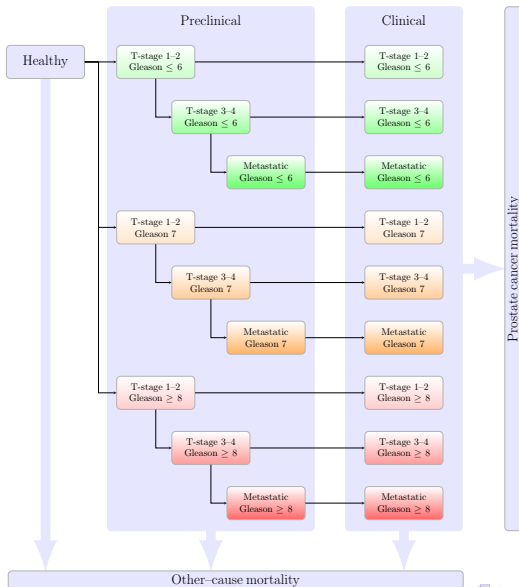 Preclinical
Clinical
Healthy
T-stage 1–2
Gleason ≤ 6
T-stage 1–2
Gleason ≤ 6
T-stage 3–4
Gleason ≤ 6
T-stage 3–4
Gleason ≤ 6
Metastatic
Gleason ≤ 6
Metastatic
Gleason ≤ 6
T-stage 1–2
Gleason 7
T-stage 1–2
Gleason 7
T-stage 3–4
Gleason 7
T-stage 3–4
Gleason 7
Metastatic
Gleason 7
Metastatic
Gleason 7
T-stage 1–2
Gleason ≥ 8
T-stage 1–2
Gleason ≥ 8
T-stage 3–4
Gleason ≥ 8
T-stage 3–4
Gleason ≥ 8
Metastatic
Gleason ≥ 8
Metastatic
Gleason ≥ 8
Prostate cancer mortality
Other–cause mortality